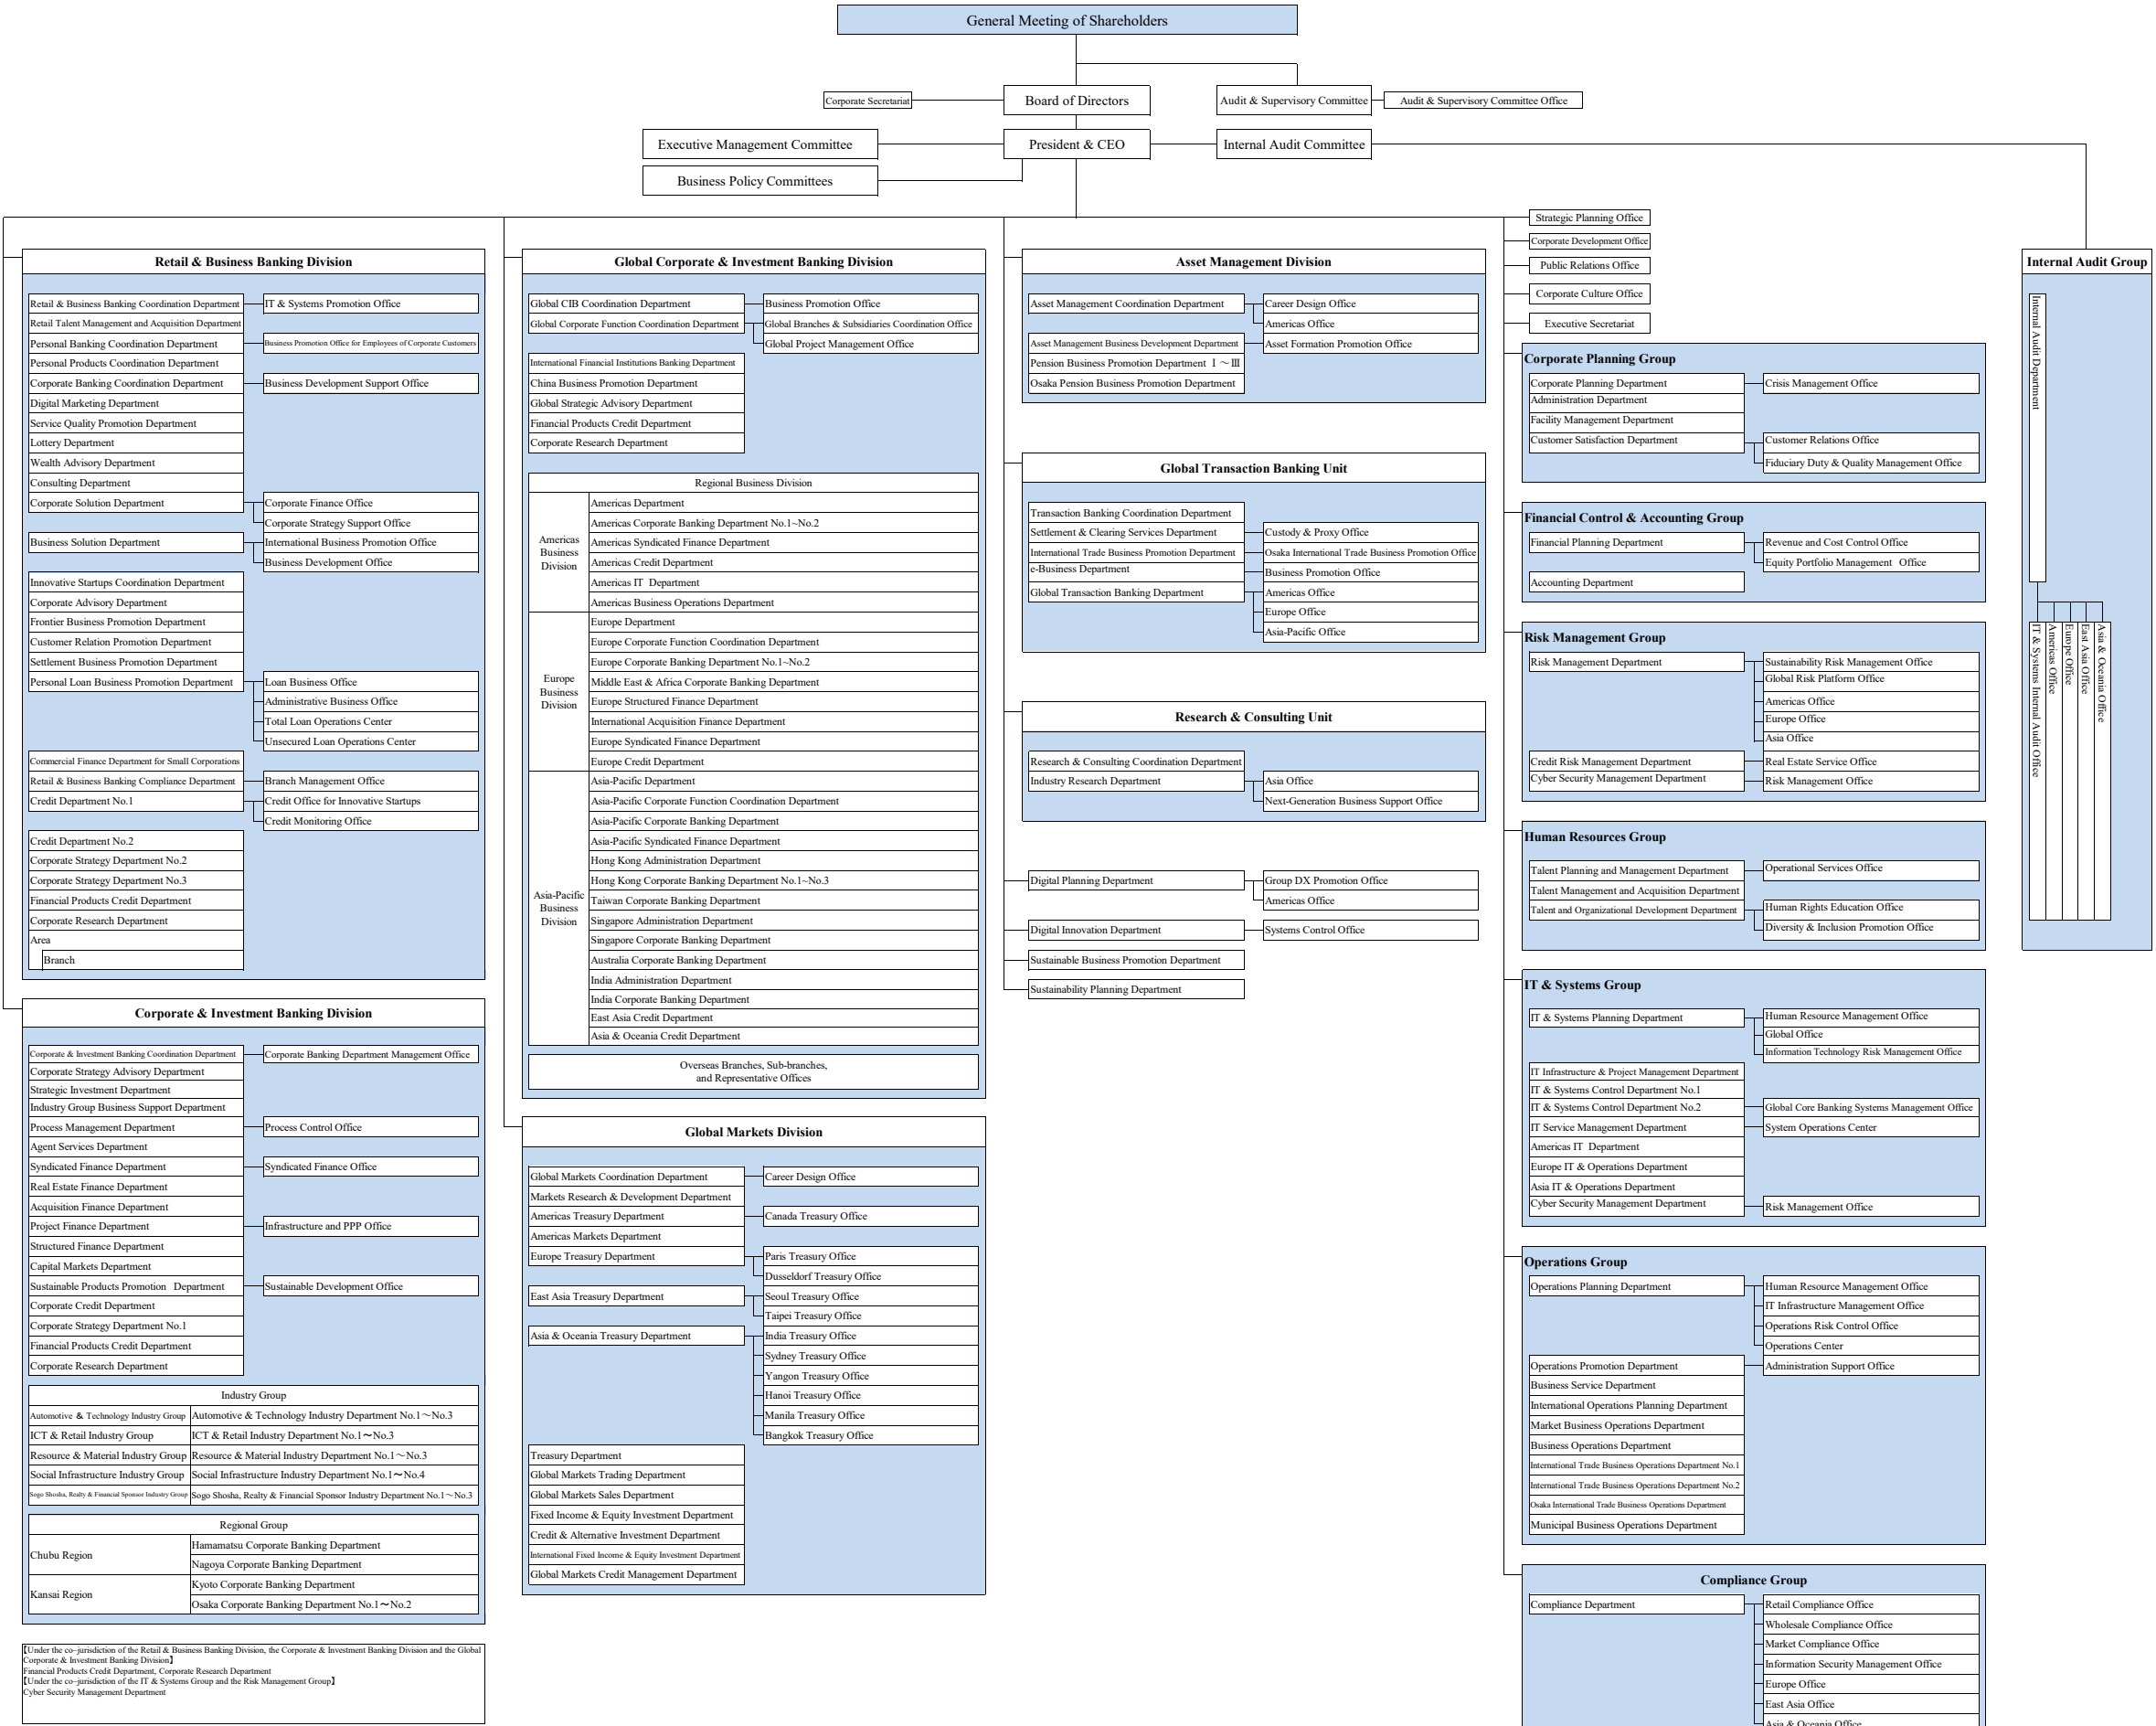 General Meeting of Shareholders
Corporate Secretariat
Board of Directors
Audit & Supervisory Committee
Audit & Supervisory Committee Office
Executive Management Committee
President & CEO
Internal Audit Committee
Business Policy Committees
Retail & Business Banking Division
Retail & Business Banking Coordination Department
IT & Systems Promotion Office
Retail Talent Management and Acquisition Department
Personal Banking Coordination Department
Business Promotion Office for Employees of Corporate Customers
Personal Products Coordination Department
Corporate Banking Coordination Department
Business Development Support Office
Digital Marketing Department
Service Quality Promotion Department
Lottery Department
Wealth Advisory Department
Consulting Department
Corporate Solution Department
Corporate Finance Office
Corporate Strategy Support Office
Business Solution Department
International Business Promotion Office
Business Development Office
Innovative Startups Coordination Department
Corporate Advisory Department
Frontier Business Promotion Department
Customer Relation Promotion Department
Settlement Business Promotion Department
Personal Loan Business Promotion Department
Loan Business Office
Administrative Business Office
Total Loan Operations Center
Unsecured Loan Operations Center
Commercial Finance Department for Small Corporations
Retail & Business Banking Compliance Department
Branch Management Office
Credit Department No.1
Credit Office for Innovative Startups
Credit Monitoring Office
Credit Department No.2
Corporate Strategy Department No.2
Corporate Strategy Department No.3
Financial Products Credit Department
Corporate Research Department
Area
Branch
Corporate & Investment Banking Division
Corporate & Investment Banking Coordination Department
Corporate Banking Department Management Office
Corporate Strategy Advisory Department
Strategic Investment Department
Industry Group Business Support Department
Process Management Department
Process Control Office
Agent Services Department
Syndicated Finance Department
Syndicated Finance Office
Real Estate Finance Department
Acquisition Finance Department
Project Finance Department
Infrastructure and PPP Office
Structured Finance Department
Capital Markets Department
Sustainable Products Promotion Department
Sustainable Development Office
Corporate Credit Department
Corporate Strategy Department No.1
Financial Products Credit Department
Corporate Research Department
Industry Group
Automotive & Technology Industry Group
Automotive & Technology Industry Department No.1～No.3
ICT & Retail Industry Group
ICT & Retail Industry Department No.1～No.3
Resource & Material Industry Group
Resource & Material Industry Department No.1～No.3
Social Infrastructure Industry Group
Social Infrastructure Industry Department No.1～No.4
Sogo Shosha, Realty & Financial Sponsor Industry Group
Sogo Shosha, Realty & Financial Sponsor Industry Department No.1～No.3
Regional Group
Chubu Region
Hamamatsu Corporate Banking Department
Nagoya Corporate Banking Department
Kansai Region
Kyoto Corporate Banking Department
Osaka Corporate Banking Department No.1～No.2
【Under the co-jurisdiction of the Retail & Business Banking Division, the Corporate & Investment Banking Division and the Global
Corporate & Investment Banking Division】
Financial Products Credit Department, Corporate Research Department
【Under the co-jurisdiction of the IT & Systems Group and the Risk Management Group】
Cyber Security Management Department
Global Corporate & Investment Banking Division
Global CIB Coordination Department
Business Promotion Office
Global Corporate Function Coordination Department
Global Branches & Subsidiaries Coordination Office
Global Project Management Office
International Financial Institutions Banking Department
China Business Promotion Department
Global Strategic Advisory Department
Financial Products Credit Department
Corporate Research Department
Regional Business Division
Americas
Business
Division
Americas Department
Americas Corporate Banking Department No.1~No.2
Americas Syndicated Finance Department
Americas Credit Department
Americas IT Department
Americas Business Operations Department
Europe
Business
Division
Europe Department
Europe Corporate Function Coordination Department
Europe Corporate Banking Department No.1~No.2
Middle East & Africa Corporate Banking Department
Europe Structured Finance Department
International Acquisition Finance Department
Europe Syndicated Finance Department
Europe Credit Department
Asia-Pacific
Business
Division
Asia-Pacific Department
Asia-Pacific Corporate Function Coordination Department
Asia-Pacific Corporate Banking Department
Asia-Pacific Syndicated Finance Department
Hong Kong Administration Department
Hong Kong Corporate Banking Department No.1~No.3
Taiwan Corporate Banking Department
Singapore Administration Department
Singapore Corporate Banking Department
Australia Corporate Banking Department
India Administration Department
India Corporate Banking Department
East Asia Credit Department
Asia & Oceania Credit Department
Overseas Branches, Sub-branches,
and Representative Offices
Global Markets Division
Global Markets Coordination Department
Career Design Office
Markets Research & Development Department
Americas Treasury Department
Canada Treasury Office
Americas Markets Department
Europe Treasury Department
Paris Treasury Office
Dusseldorf Treasury Office
East Asia Treasury Department
Seoul Treasury Office
Taipei Treasury Office
Asia & Oceania Treasury Department
India Treasury Office
Sydney Treasury Office
Yangon Treasury Office
Hanoi Treasury Office
Manila Treasury Office
Bangkok Treasury Office
Treasury Department
Global Markets Trading Department
Global Markets Sales Department
Fixed Income & Equity Investment Department
Credit & Alternative Investment Department
International Fixed Income & Equity Investment Department
Global Markets Credit Management Department
Asset Management Division
Asset Management Coordination Department
Career Design Office
Americas Office
Asset Management Business Development Department
Asset Formation Promotion Office
Pension Business Promotion Department Ⅰ～Ⅲ
Osaka Pension Business Promotion Department
Global Transaction Banking Unit
Transaction Banking Coordination Department
Settlement & Clearing Services Department
Custody & Proxy Office
International Trade Business Promotion Department
Osaka International Trade Business Promotion Office
e-Business Department
Business Promotion Office
Global Transaction Banking Department
Americas Office
Europe Office
Asia-Pacific Office
Research & Consulting Unit
Research & Consulting Coordination Department
Industry Research Department
Asia Office
Next-Generation Business Support Office
Digital Planning Department
Group DX Promotion Office
Americas Office
Digital Innovation Department
Systems Control Office
Sustainable Business Promotion Department
Sustainability Planning Department
Strategic Planning Office
Corporate Development Office
Public Relations Office
Corporate Culture Office
Executive Secretariat
Corporate Planning Group
Corporate Planning Department
Crisis Management Office
Administration Department
Facility Management Department
Customer Satisfaction Department
Customer Relations Office
Fiduciary Duty & Quality Management Office
Financial Control & Accounting Group
Financial Planning Department
Revenue and Cost Control Office
Equity Portfolio Management Office
Accounting Department
Risk Management Group
Risk Management Department
Sustainability Risk Management Office
Global Risk Platform Office
Americas Office
Europe Office
Asia Office
Credit Risk Management Department
Real Estate Service Office
Cyber Security Management Department
Risk Management Office
Human Resources Group
Talent Planning and Management Department
Operational Services Office
Talent Management and Acquisition Department
Talent and Organizational Development Department
Human Rights Education Office
Diversity & Inclusion Promotion Office
IT & Systems Group
IT & Systems Planning Department
Human Resource Management Office
Global Office
Information Technology Risk Management Office
IT Infrastructure & Project Management Department
IT & Systems Control Department No.1
IT & Systems Control Department No.2
Global Core Banking Systems Management Office
IT Service Management Department
System Operations Center
Americas IT Department
Europe IT & Operations Department
Asia IT & Operations Department
Cyber Security Management Department
Risk Management Office
Operations Group
Operations Planning Department
Human Resource Management Office
IT Infrastructure Management Office
Operations Risk Control Office
Operations Center
Operations Promotion Department
Administration Support Office
Business Service Department
International Operations Planning Department
Market Business Operations Department
Business Operations Department
International Trade Business Operations Department No.1
International Trade Business Operations Department No.2
Osaka International Trade Business Operations Department
Municipal Business Operations Department
Compliance Group
Compliance Department
Retail Compliance Office
Wholesale Compliance Office
Market Compliance Office
Information Security Management Office
Europe Office
East Asia Office
Asia & Oceania Office
Internal Audit Group
Internal Audit Department
IT & Systems Internal Audit Office
Americas Office
Europe Office
East Asia Office
Asia & Oceania Office